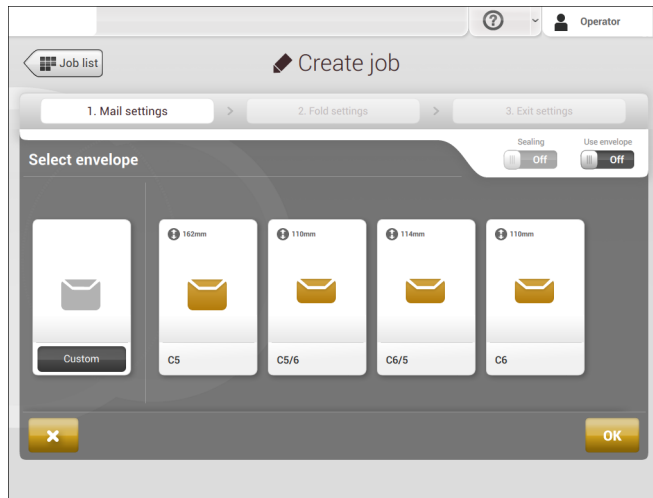 ?
Operator
Job list
Create job
1. Mail settings > 2. Fold settings > 3. Exit settings
Sealing
Use envelope
Select envelope
Off
Off
162mm
110mm
114mm
110mm
Custom
C5
C5/6
C6/5
C6
OK